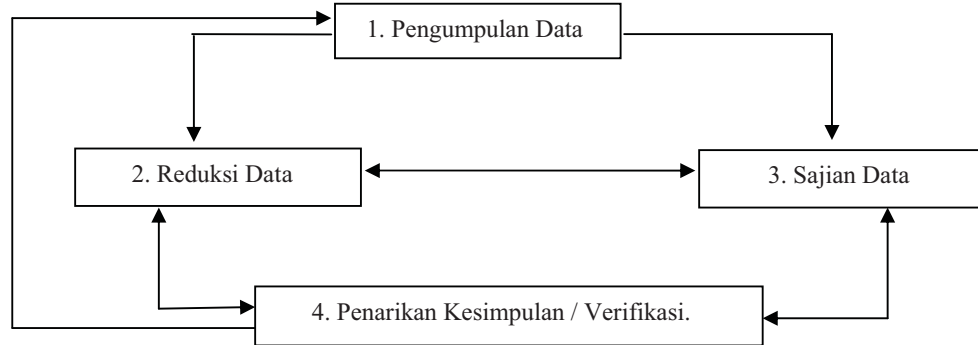 1. Pengumpulan Data
2. Reduksi Data
3. Sajian Data
4. Penarikan Kesimpulan / Verifikasi.